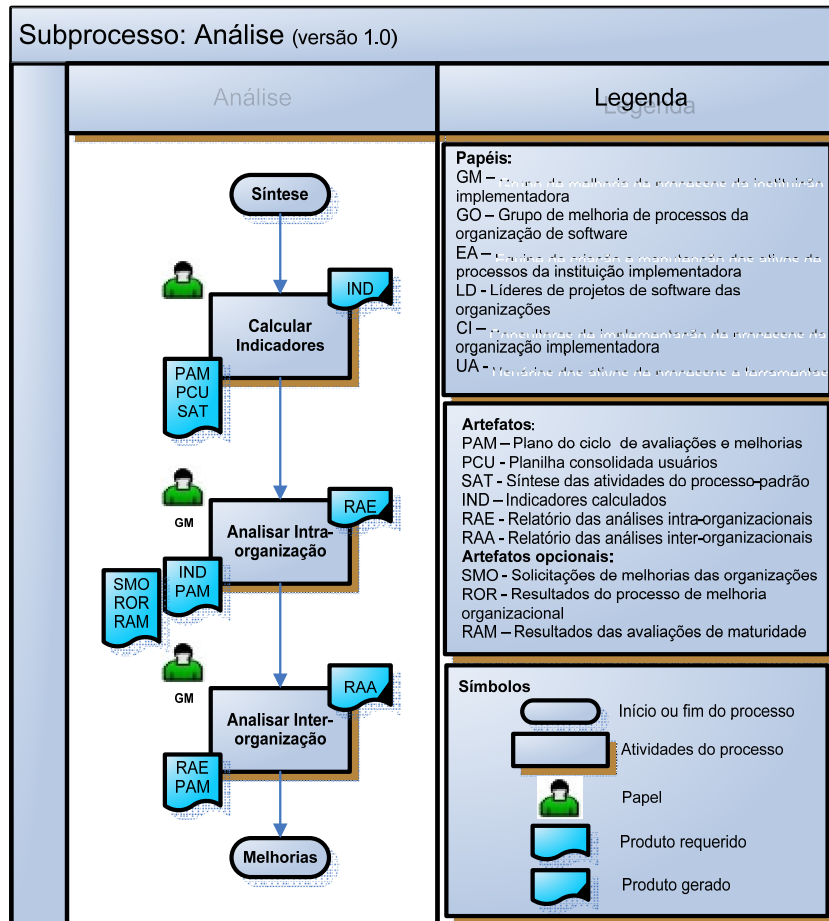 Subprocesso: Análise (versão 1.0)
Análise
Síntese
IND
Calcular
Indicadores
PAM
PCU
SAT
GM
RAE
Analisar Intra-
organização
SMO
ROR
RAM
IND
PAM
GM
RAA
Analisar Inter-
organização
RAE
PAM
Melhorias
Legenda
Papéis:
GM –
implementadora
GO – Grupo de melhoria de processos da
organização de software
EA –
processos da instituição implementadora
LD - Líderes de projetos de software das
organizações
CI –
organização implementadora
UA -
Artefatos:
PAM – Plano do ciclo de avaliações e melhorias
PCU - Planilha consolidada usuários
SAT – Síntese das atividades do processo-padrão
IND – Indicadores calculados
RAE - Relatório das análises intra-organizacionais
RAA – Relatório das análises inter-organizacionais
Artefatos opcionais:
SMO - Solicitações de melhorias das organizações
ROR - Resultados do processo de melhoria
organizacional
RAM – Resultados das avaliações de maturidade
Símbolos
Início ou fim do processo
Atividades do processo
Papel
Produto requerido
Produto gerado